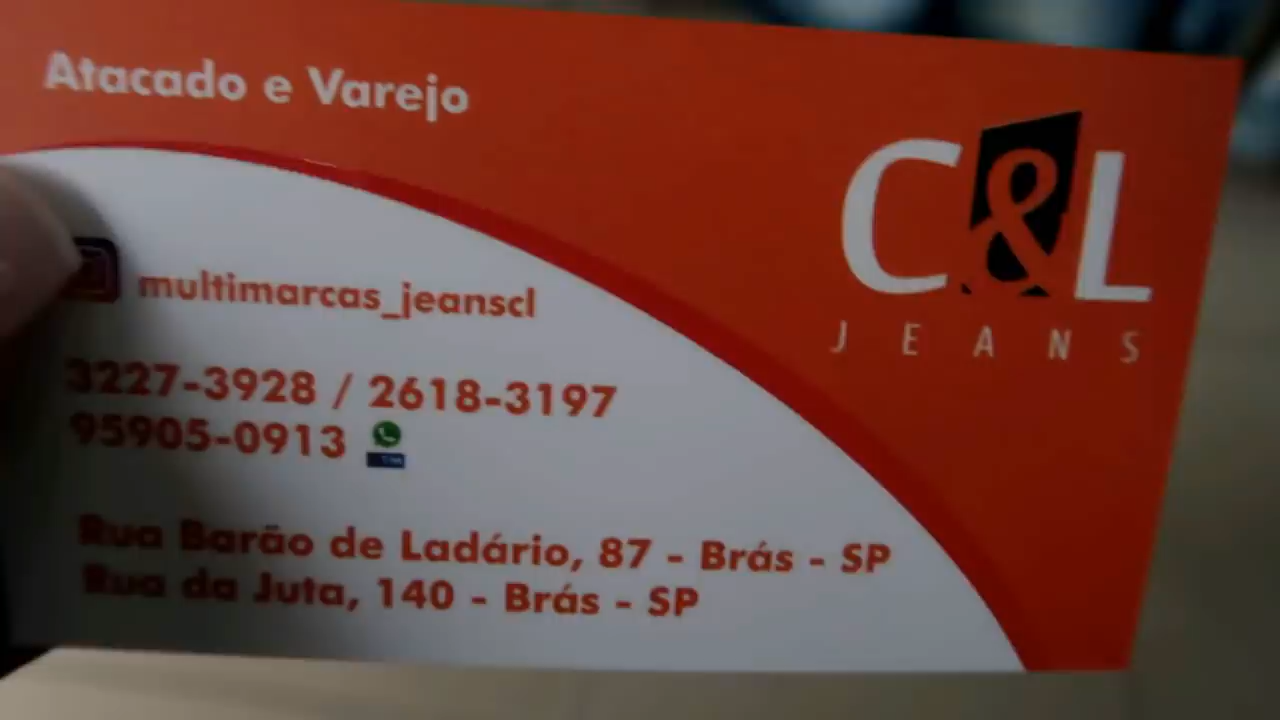 Atacado e Varejo
C&L
JEANS
multimarcas_jeanscl
3227-3928 / 2618-3197
95905-0913
Rua Barão de Ladário, 87 - Brás - SP
Rua da Juta, 140 - Brás - SP